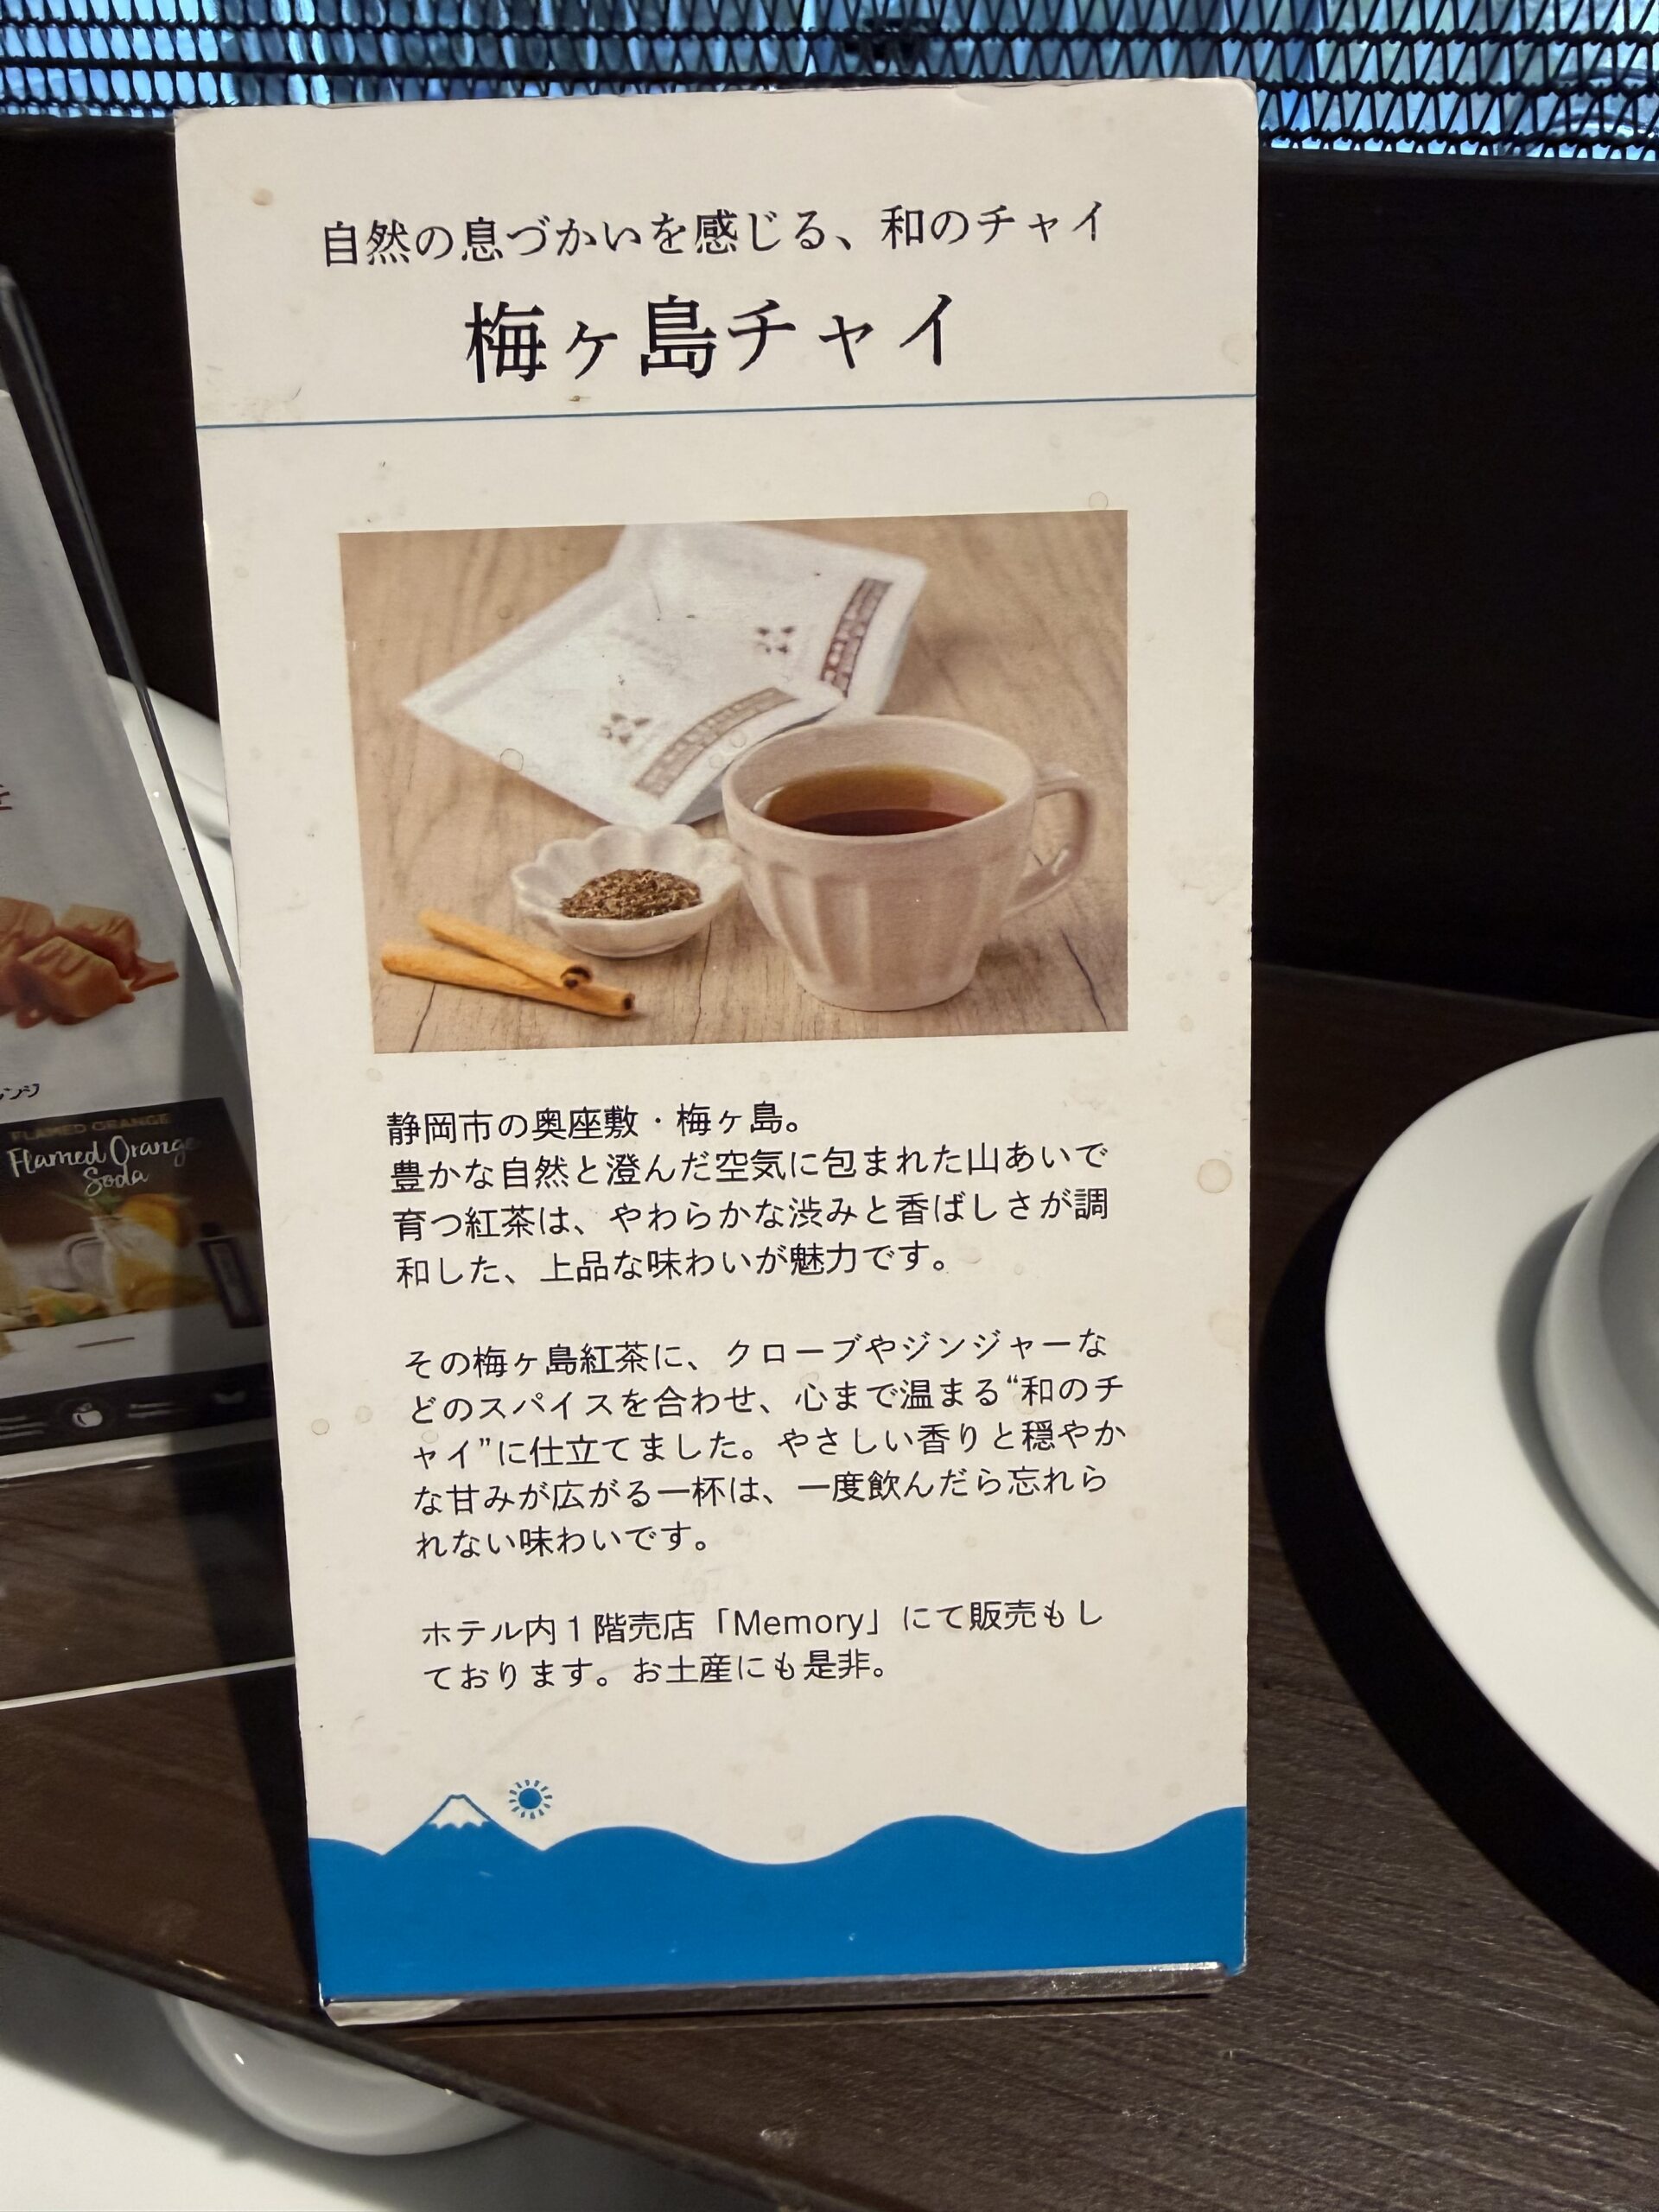 自然の息づかいを感じる、和のチャイ
梅ヶ島チャイ
静岡市の奥座敷・梅ヶ島。
豊かな自然と澄んだ空気に包まれた山あいで
育つ紅茶は、やわらかな渋みと香ばしさが調
和した、上品な味わいが魅力です。
その梅ヶ島紅茶に、クローブやジンジャーな
どのスパイスを合わせ、心まで温まる“和のチ
ャイ”に仕立てました。やさしい香りと穏やか
な甘みが広がる一杯は、一度飲んだら忘れら
れない味わいです。
ホテル内1階売店「Memory」にて販売もし
ております。お土産にも是非。
FLAMED ORANGE
Flamed Orange
Soda